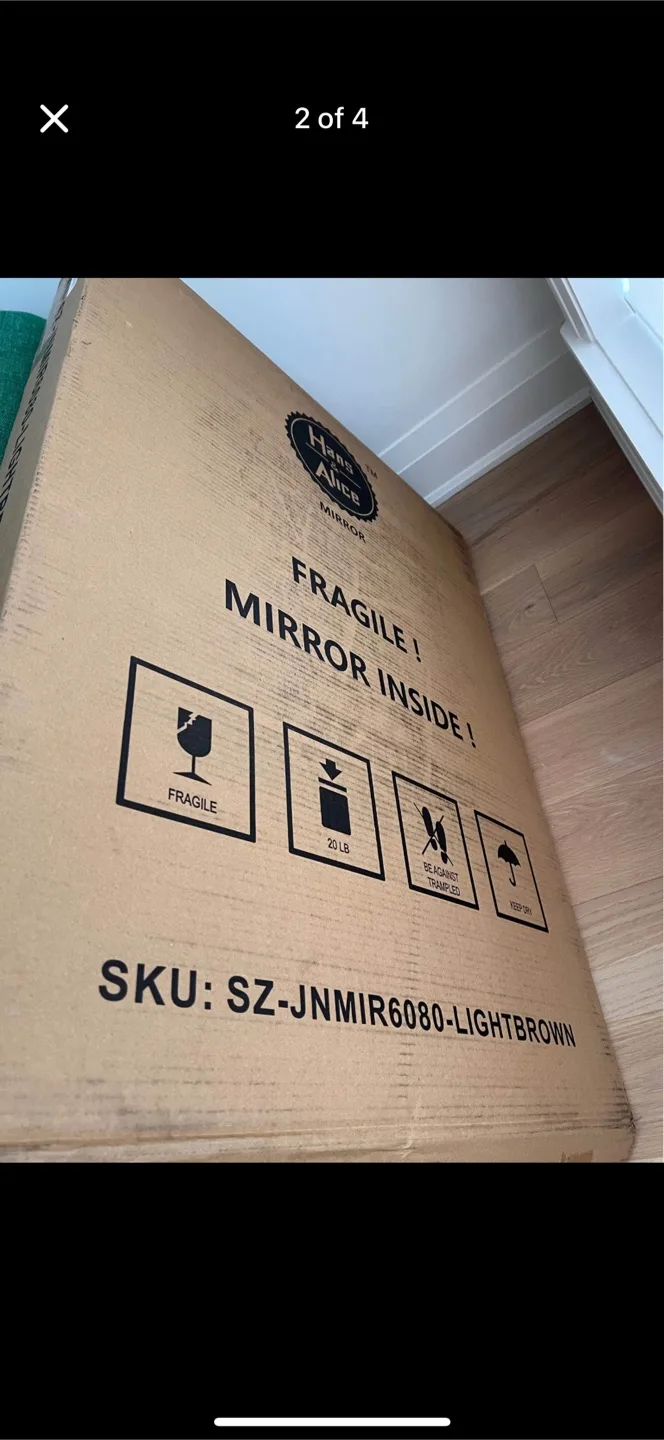 2 of 4
Hans
&
Alice
TM
MIRROR
FRAGILE !
MIRROR INSIDE !
FRAGILE
20 LB
BE AGAINST
TRAMPLED
KEEP DRY
SKU: SZ-JNMIR6080-LIGHTBROWN